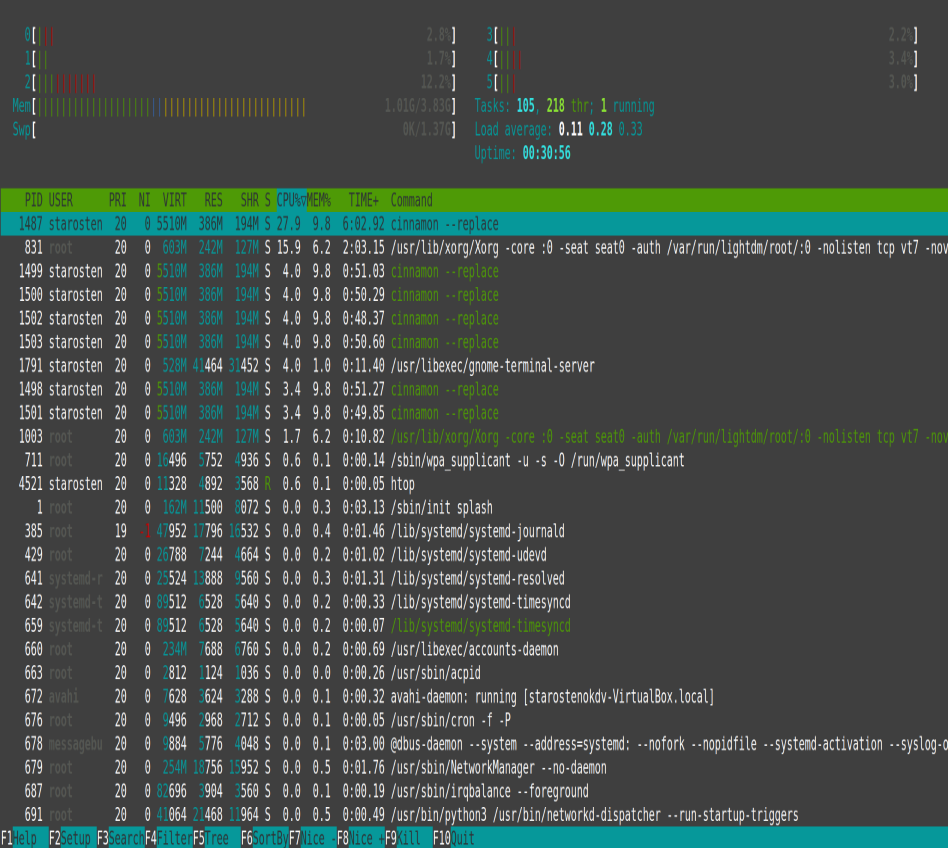 0[||| 2.8%] 3[||| 2.2%]
1[|| 1.7%] 4[|||| 3.4%]
2[|||||||||| 12.2%] 5[||| 3.0%]
Mem[||||||||||||||||||||||||||||||||||||||||||||| 1.01G/3.83G] Tasks: 105, 218 thr; 1 running
Swp[ 0K/1.37G] Load average: 0.11 0.28 0.33
Uptime: 00:30:56
PID USER PRI NI VIRT RES SHR S CPU%▽MEM% TIME+ Command
1487 starosten 20 0 5510M 386M 194M S 27.9 9.8 6:02.92 cinnamon --replace
831 root 20 0 603M 242M 127M S 15.9 6.2 2:03.15 /usr/lib/xorg/Xorg -core :0 -seat seat0 -auth /var/run/lightdm/root/:0 -nolisten tcp vt7 -nov
1499 starosten 20 0 5510M 386M 194M S 4.0 9.8 0:51.03 cinnamon --replace
1500 starosten 20 0 5510M 386M 194M S 4.0 9.8 0:50.29 cinnamon --replace
1502 starosten 20 0 5510M 386M 194M S 4.0 9.8 0:48.37 cinnamon --replace
1503 starosten 20 0 5510M 386M 194M S 4.0 9.8 0:50.60 cinnamon --replace
1791 starosten 20 0 528M 41464 31452 S 4.0 1.0 0:11.40 /usr/libexec/gnome-terminal-server
1498 starosten 20 0 5510M 386M 194M S 3.4 9.8 0:51.27 cinnamon --replace
1501 starosten 20 0 5510M 386M 194M S 3.4 9.8 0:49.85 cinnamon --replace
1003 root 20 0 603M 242M 127M S 1.7 6.2 0:10.82 /usr/lib/xorg/Xorg -core :0 -seat seat0 -auth /var/run/lightdm/root/:0 -nolisten tcp vt7 -nov
711 root 20 0 16496 5752 4936 S 0.6 0.1 0:00.14 /sbin/wpa_supplicant -u -s -O /run/wpa_supplicant
4521 starosten 20 0 11328 4892 3568 R 0.6 0.1 0:00.05 htop
1 root 20 0 162M 11500 8072 S 0.0 0.3 0:03.13 /sbin/init splash
385 root 19 -1 47952 17796 16532 S 0.0 0.4 0:01.46 /lib/systemd/systemd-journald
429 root 20 0 26788 7244 4664 S 0.0 0.2 0:01.02 /lib/systemd/systemd-udevd
641 systemd-r 20 0 25524 13888 9560 S 0.0 0.3 0:01.31 /lib/systemd/systemd-resolved
642 systemd-t 20 0 89512 6528 5640 S 0.0 0.2 0:00.33 /lib/systemd/systemd-timesyncd
659 systemd-t 20 0 89512 6528 5640 S 0.0 0.2 0:00.07 /lib/systemd/systemd-timesyncd
660 root 20 0 234M 7688 6760 S 0.0 0.2 0:00.69 /usr/libexec/accounts-daemon
663 root 20 0 2812 1124 1036 S 0.0 0.0 0:00.26 /usr/sbin/acpid
672 avahi 20 0 7628 3624 3288 S 0.0 0.1 0:00.32 avahi-daemon: running [starostenokdv-VirtualBox.local]
676 root 20 0 9496 2968 2712 S 0.0 0.1 0:00.05 /usr/sbin/cron -f -P
678 messagebu 20 0 9884 5776 4048 S 0.0 0.1 0:03.00 @dbus-daemon --system --address=systemd: --nofork --nopidfile --systemd-activation --syslog-o
679 root 20 0 254M 18756 15952 S 0.0 0.5 0:01.76 /usr/sbin/NetworkManager --no-daemon
687 root 20 0 82696 3904 3560 S 0.0 0.1 0:00.19 /usr/sbin/irqbalance --foreground
691 root 20 0 41064 21468 11964 S 0.0 0.5 0:00.49 /usr/bin/python3 /usr/bin/networkd-dispatcher --run-startup-triggers
F1Help F2Setup F3SearchF4FilterF5Tree F6SortByF7Nice -F8Nice +F9Kill F10Quit